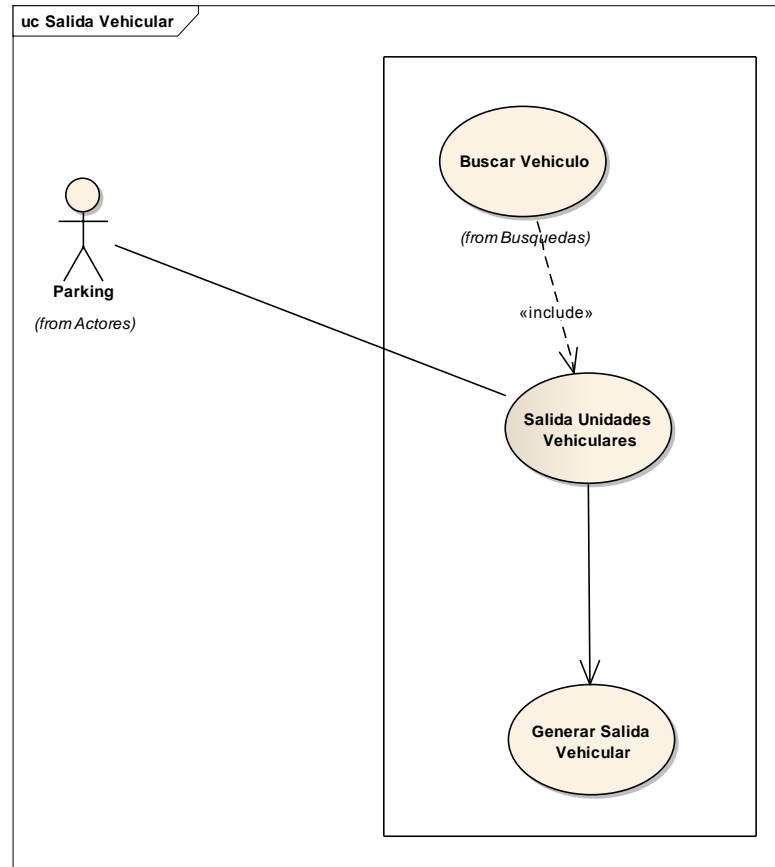 uc Salida Vehicular
Buscar Vehiculo
(from Busquedas)
Parking
(from Actores)
«include»
Salida Unidades
Vehiculares
Generar Salida
Vehicular